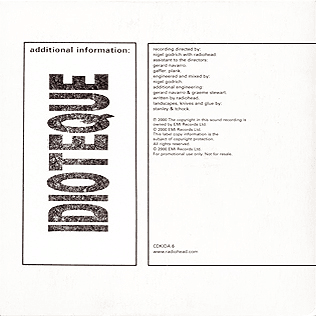 additional information:
IDIOTEQUE
recording directed by:
nigel godrich with radiohead
assistant to the directors:
gerard navarro:
gaffer: plank
engineered and mixed by:
nigel godrich:
additional engineering:
gerard navarro & graeme stewart:
written by radiohead.
landscapes, knives and glue by:
stanley & tchock.
℗ 2000 The copyright in this sound recording is
owned by EMI Records Ltd.
© 2000 EMI Records Ltd.
This label copy information is the
subject of copyright protection.
All rights reserved.
© 2000 EMI Records Ltd.
For promotional use only. Not for resale.
CDKIDA 6
www.radiohead.com